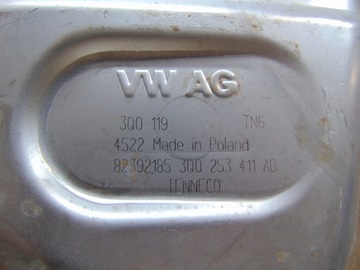 VW AG
3Q0 119 TN6
4522 Made in Poland
82392185 3Q0 253 411 AB
TENNECO